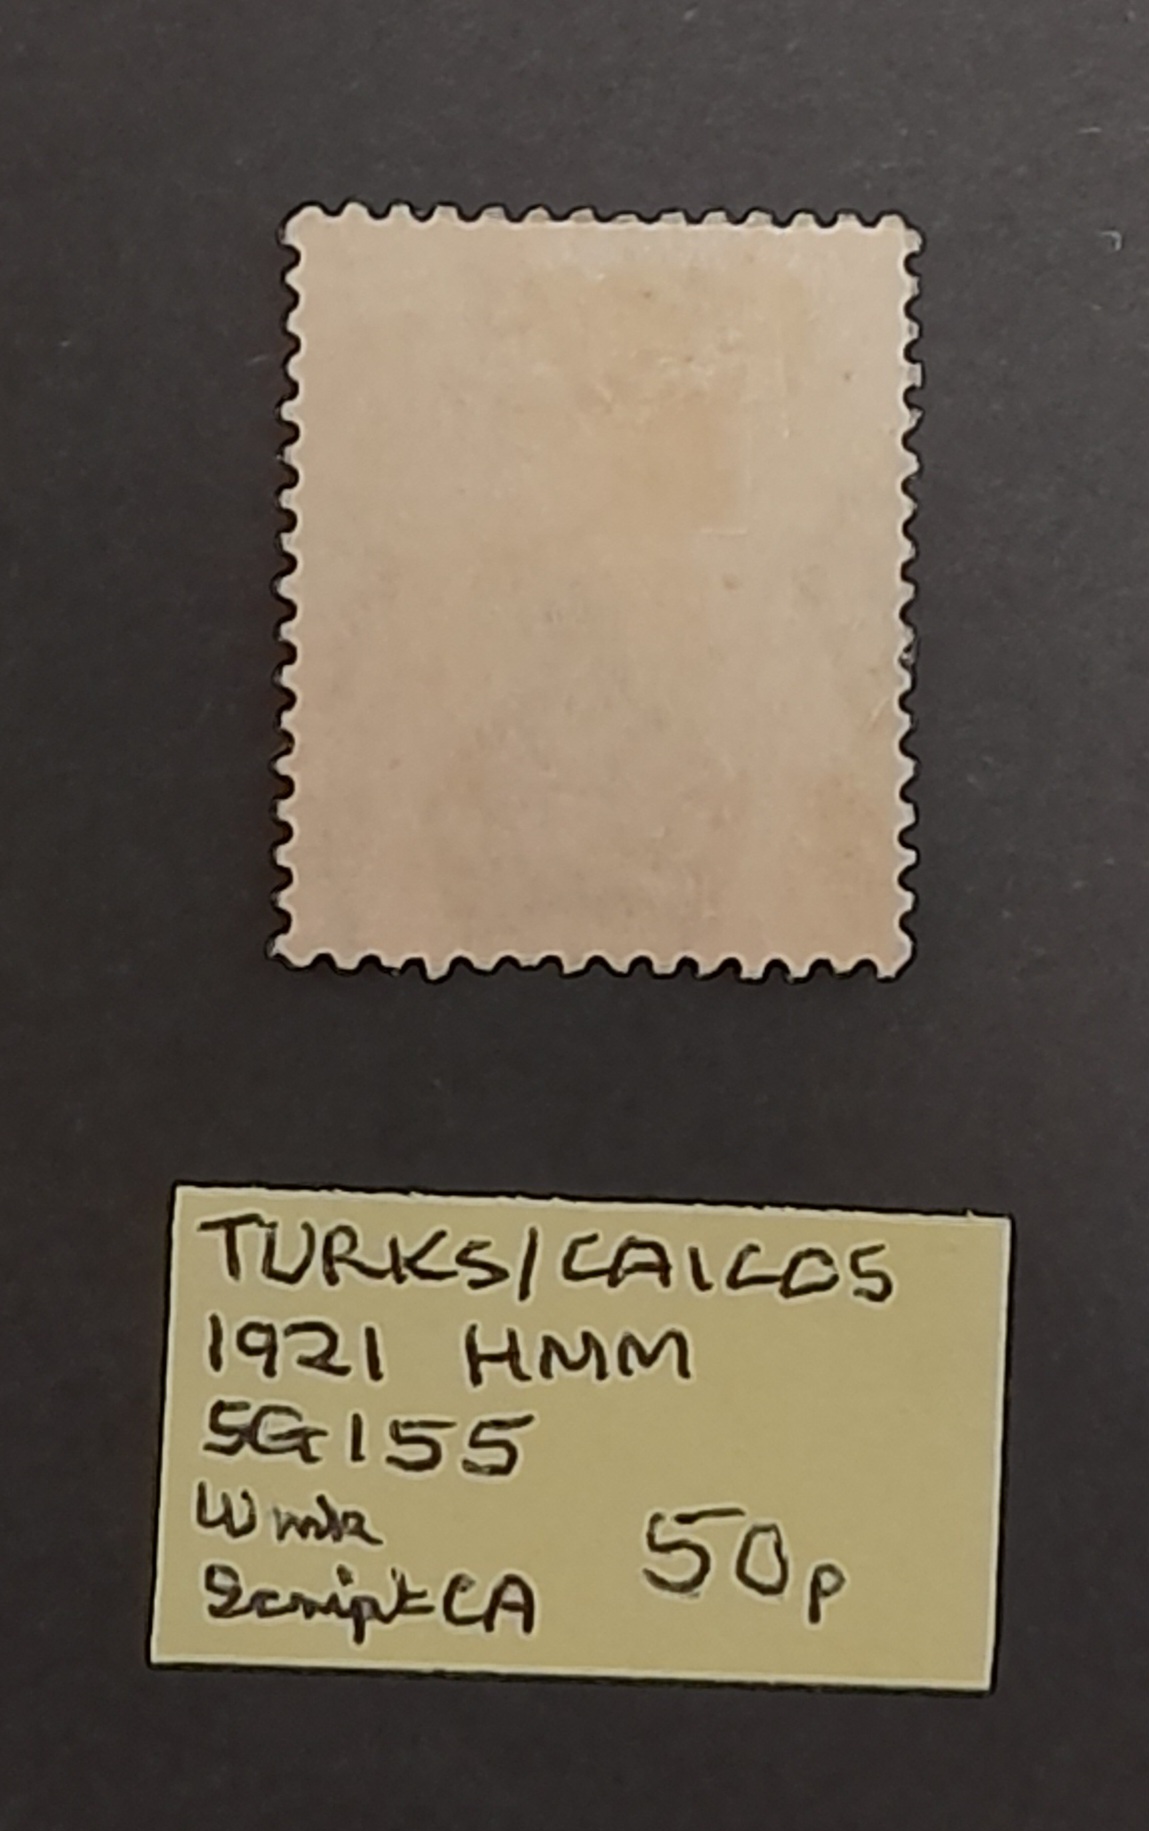 TURKS/CAICOS
1921 HMM
SG155
Wmk
Script CA
50p